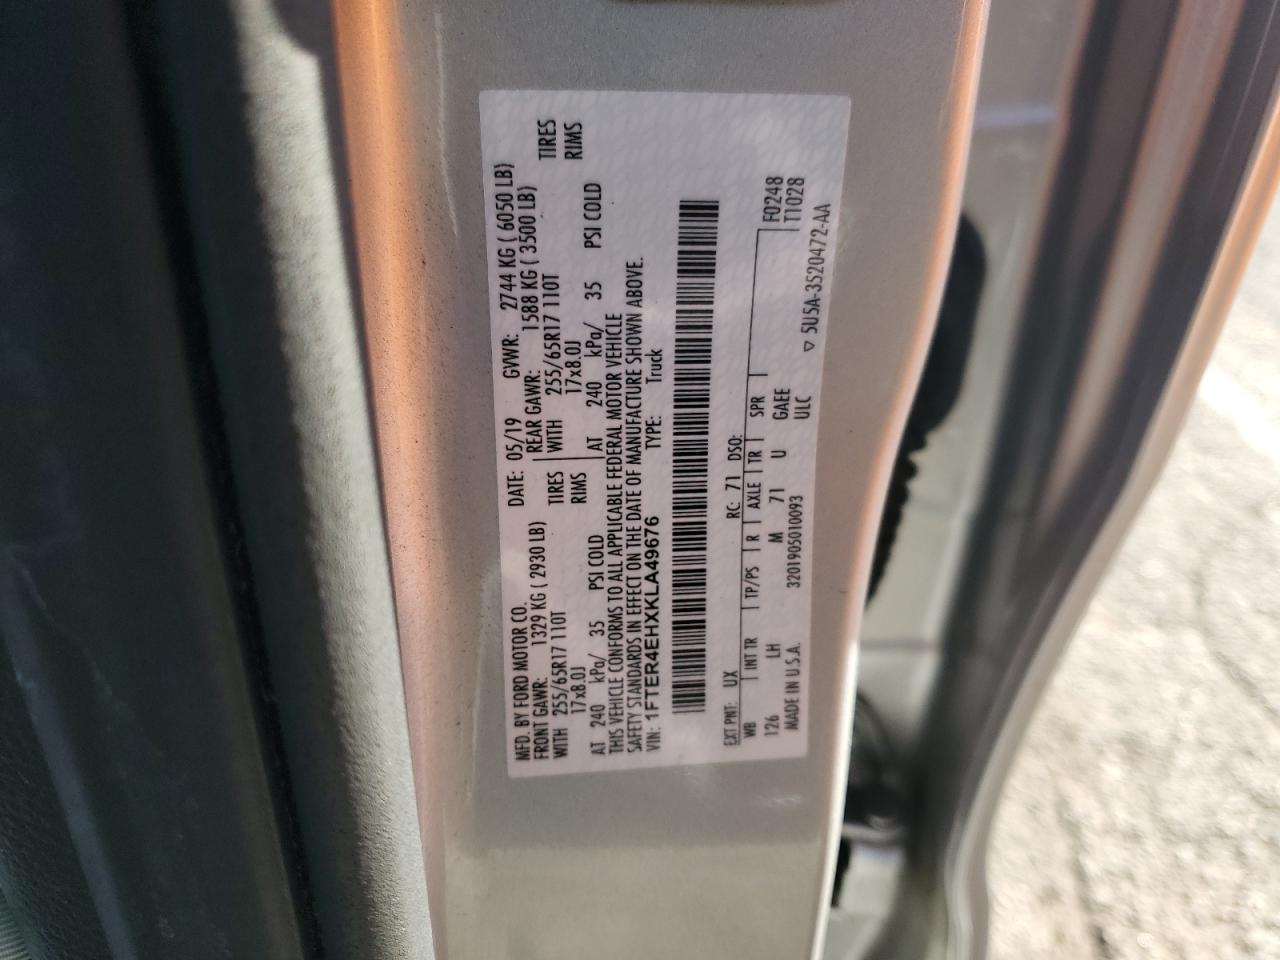 MFD. BY FORD MOTOR CO.  DATE: 05/19  GVWR: 2744 KG ( 6050 LB)
FRONT GAWR: 1329 KG ( 2930 LB)  REAR GAWR: 1588 KG ( 3500 LB)
WITH 255/65R17 110T TIRES  WITH 255/65R17 110T TIRES
17x8.0J RIMS  17x8.0J RIMS
AT 240 kPa/ 35 PSI COLD  AT 240 kPa/ 35 PSI COLD
THIS VEHICLE CONFORMS TO ALL APPLICABLE FEDERAL MOTOR VEHICLE
SAFETY STANDARDS IN EFFECT ON THE DATE OF MANUFACTURE SHOWN ABOVE.
VIN: 1FTER4EHXKLA49676  TYPE: Truck
EXT PNT: UX  RC: 71 DSO:
WB INT TR TP/PS R AXLE TR SPR  F0248
126 LH M 71 U GAEE  T1028
MADE IN U.S.A. 3201905010093 ULC ▽ 5U5A-3520472-AA